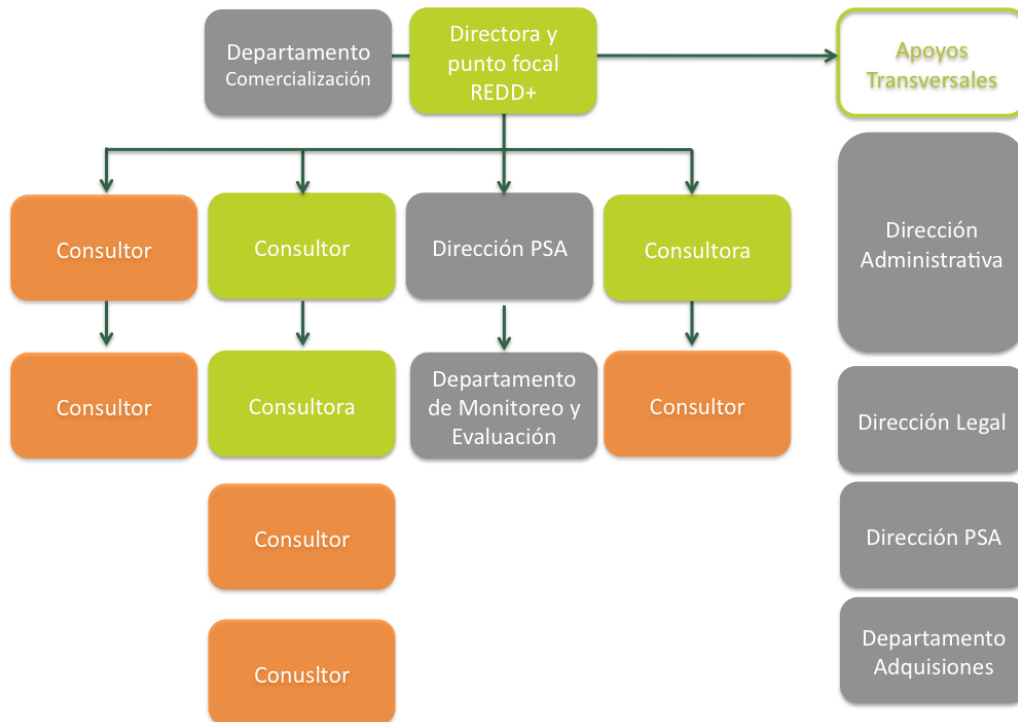 Departamento
Comercialización
Directora y
punto focal
REDD+
Apoyos
Transversales
Consultor
Consultor
Dirección PSA
Consultora
Dirección
Administrativa
Consultor
Consultora
Departamento
de Monitoreo y
Evaluación
Consultor
Dirección Legal
Consultor
Dirección PSA
Conusltor
Departamento
Adquisiones